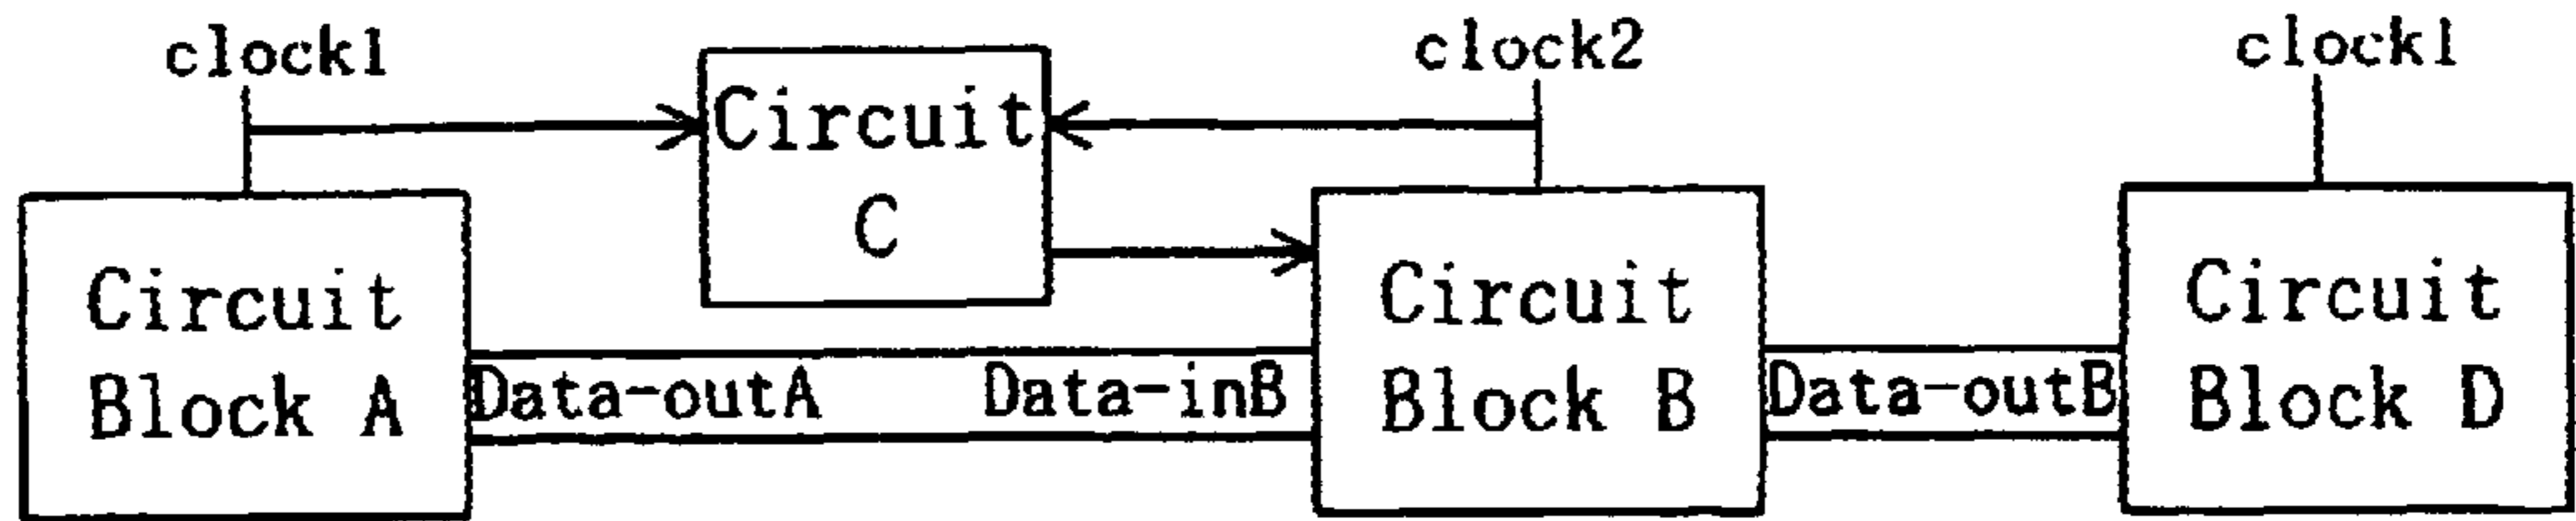 clock1
clock2
clock1
Circuit
C
Circuit
Block A
Data-outA
Data-inB
Circuit
Block B
Data-outB
Circuit
Block D